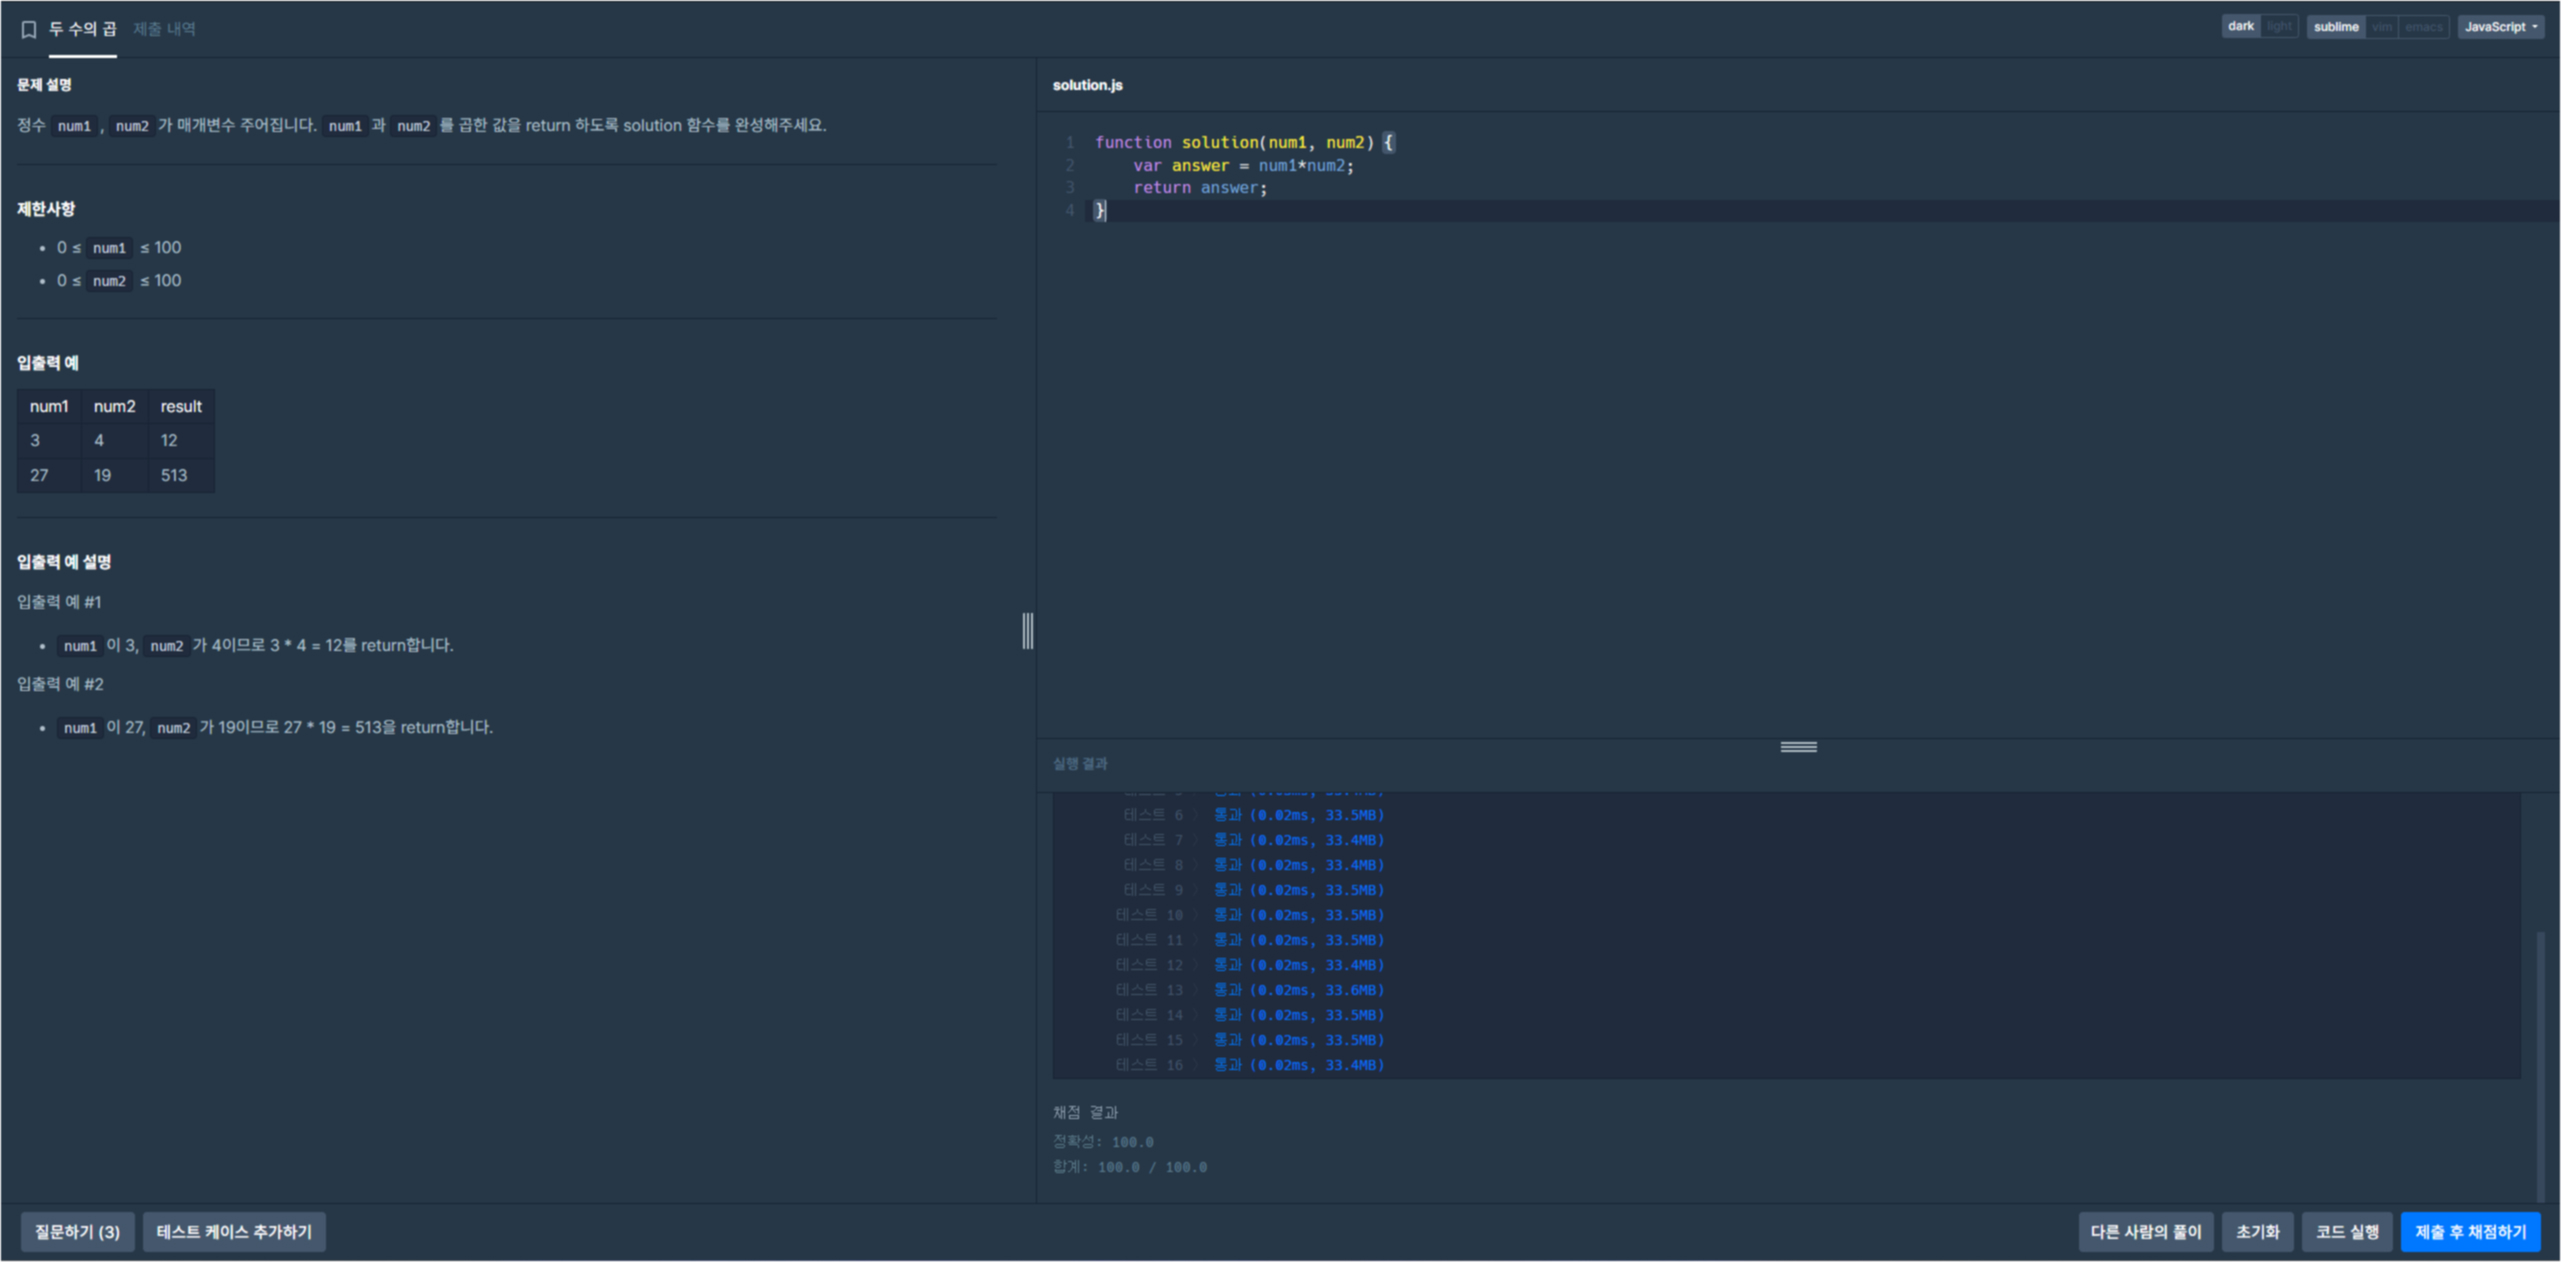 두 수의 곱 제출 내역
dark light sublime vim emacs JavaScript
문제 설명
정수 num1 , num2 가 매개변수 주어집니다. num1 과 num2 를 곱한 값을 return 하도록 solution 함수를 완성해주세요.
제한사항
• 0 ≤ num1 ≤ 100
• 0 ≤ num2 ≤ 100
입출력 예
num1 num2 result
3 4 12
27 19 513
입출력 예 설명
입출력 예 #1
• num1 이 3, num2 가 4이므로 3 * 4 = 12를 return합니다.
입출력 예 #2
• num1 이 27, num2 가 19이므로 27 * 19 = 513을 return합니다.
solution.js
1 function solution(num1, num2) {
2 var answer = num1*num2;
3 return answer;
4 }
실행 결과
테스트 6 〉 통과 (0.02ms, 33.5MB)
테스트 7 〉 통과 (0.02ms, 33.4MB)
테스트 8 〉 통과 (0.02ms, 33.4MB)
테스트 9 〉 통과 (0.02ms, 33.5MB)
테스트 10 〉 통과 (0.02ms, 33.5MB)
테스트 11 〉 통과 (0.02ms, 33.5MB)
테스트 12 〉 통과 (0.02ms, 33.4MB)
테스트 13 〉 통과 (0.02ms, 33.6MB)
테스트 14 〉 통과 (0.02ms, 33.5MB)
테스트 15 〉 통과 (0.02ms, 33.5MB)
테스트 16 〉 통과 (0.02ms, 33.4MB)
채점 결과
정확성: 100.0
합계: 100.0 / 100.0
질문하기 (3) 테스트 케이스 추가하기 다른 사람의 풀이 초기화 코드 실행 제출 후 채점하기